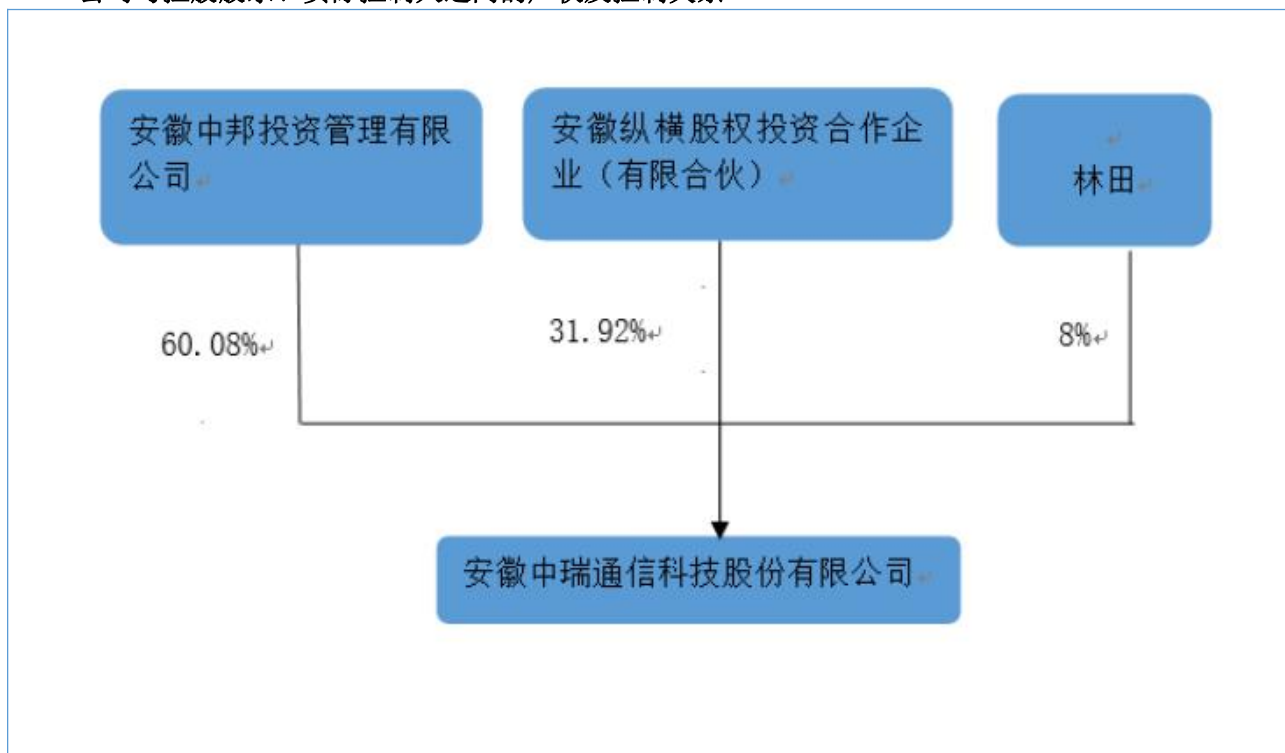 安徽中邦投资管理有限
公司
安徽纵横股权投资合作企
业（有限合伙）
林田
60.08%
31.92%
8%
安徽中瑞通信科技股份有限公司